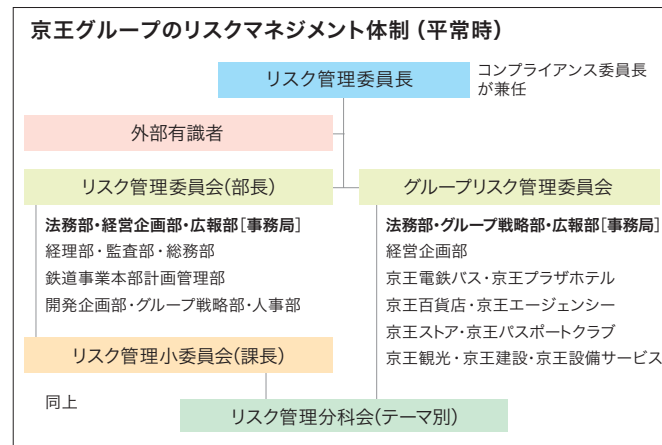 京王グループのリスクマネジメント体制（平常時）
リスク管理委員長
コンプライアンス委員長
が兼任
外部有識者
リスク管理委員会(部長)
グループリスク管理委員会
法務部・経営企画部・広報部［事務局］
経理部・監査部・総務部
鉄道事業本部計画管理部
開発企画部・グループ戦略部・人事部
法務部・グループ戦略部・広報部［事務局］
経営企画部
京王電鉄バス・京王プラザホテル
京王百貨店・京王エージェンシー
京王ストア・京王パスポートクラブ
京王観光・京王建設・京王設備サービス
リスク管理小委員会(課長)
同上
リスク管理分科会(テーマ別)